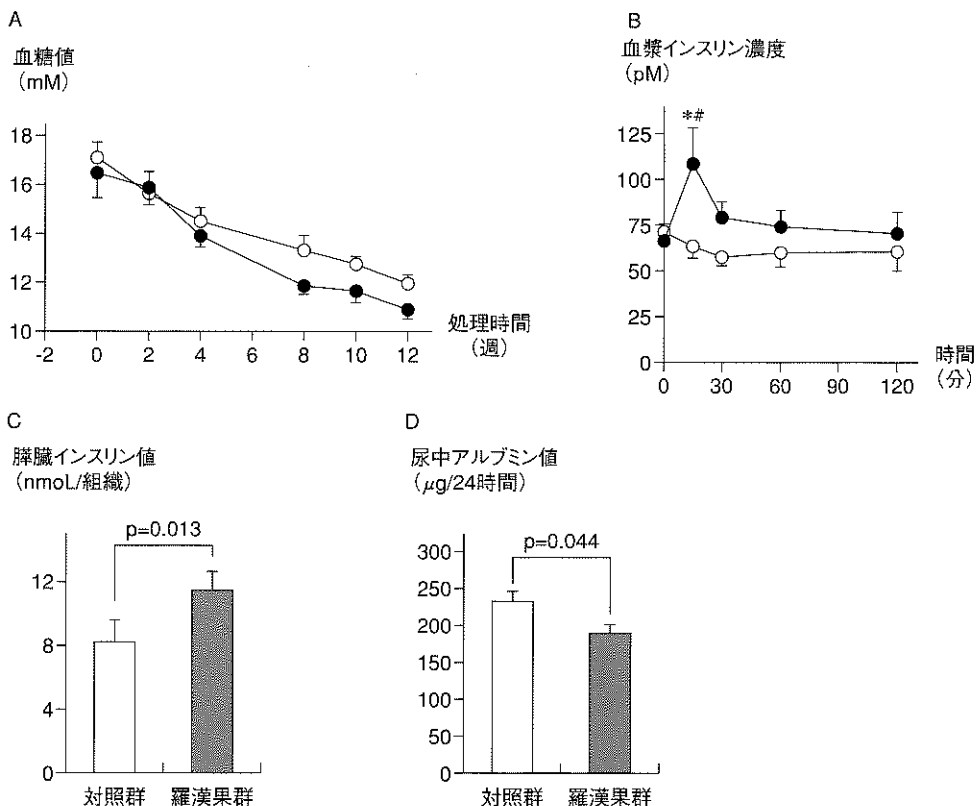 A
血糖値
(mM)
18
16
14
12
10
-2
0
2
4
6
8
10
12
処理時間
(週)
B
血漿インスリン濃度
(pM)
*#
125
100
75
50
25
0
0
30
60
90
120
時間
(分)
C
膵臓インスリン値
(nmoL/組織)
p=0.013
12
8
4
0
対照群
羅漢果群
D
尿中アルブミン値
(μg/24時間)
p=0.044
300
250
200
150
100
50
0
対照群
羅漢果群